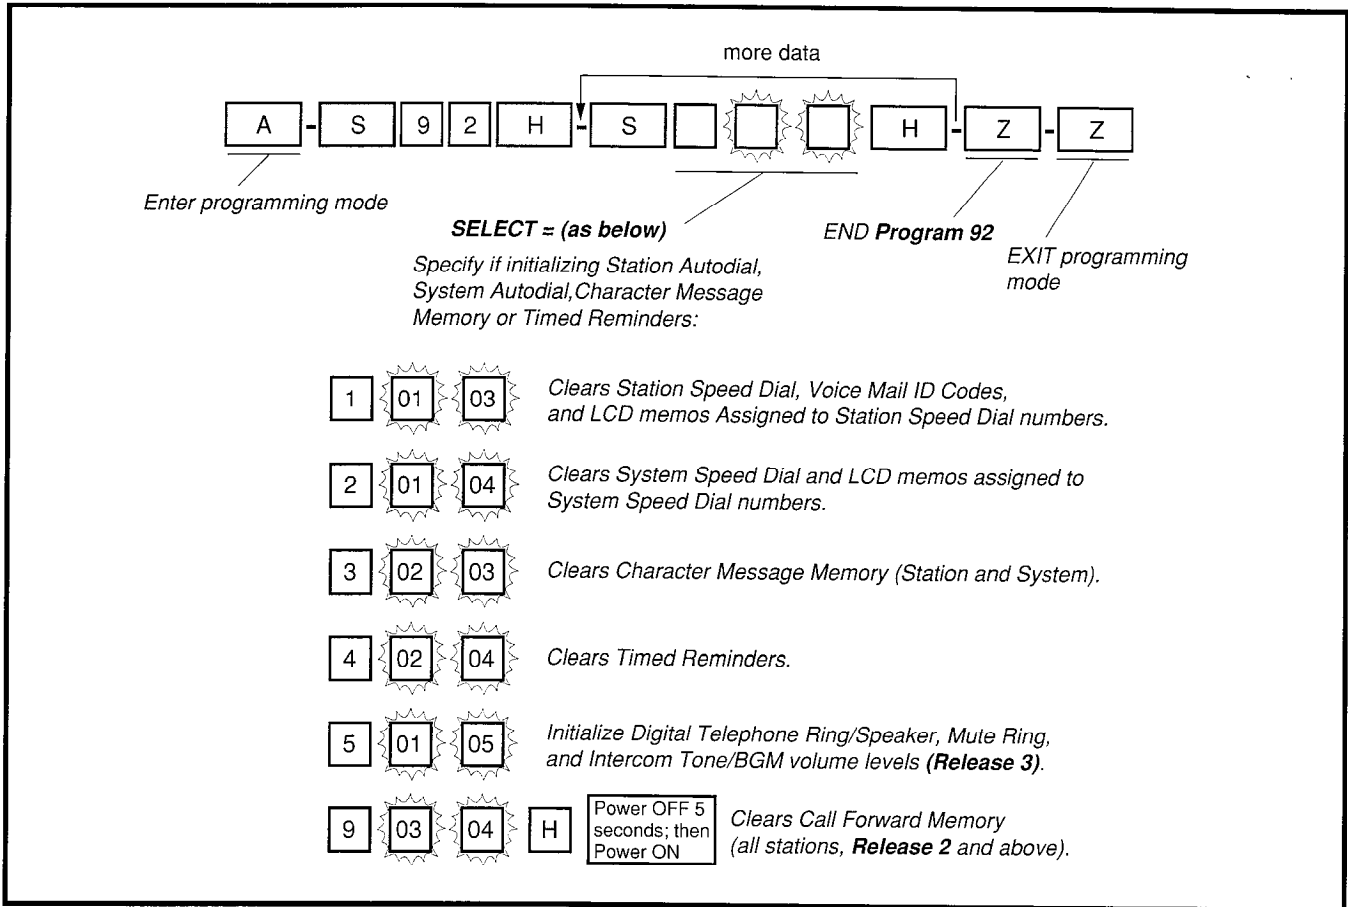 more data
A - S 9 2 H - S H - Z - Z
Enter programming mode
SELECT = (as below)
END Program 92
EXIT programming
mode
Specify if initializing Station Autodial,
System Autodial,Character Message
Memory or Timed Reminders:
1 01 03 Clears Station Speed Dial, Voice Mail ID Codes,
and LCD memos Assigned to Station Speed Dial numbers.
2 01 04 Clears System Speed Dial and LCD memos assigned to
System Speed Dial numbers.
3 02 03 Clears Character Message Memory (Station and System).
4 02 04 Clears Timed Reminders.
5 01 05 Initialize Digital Telephone Ring/Speaker, Mute Ring,
and Intercom Tone/BGM volume levels (Release 3).
9 03 04 H
Power OFF 5
seconds; then
Power ON
Clears Call Forward Memory
(all stations, Release 2 and above).